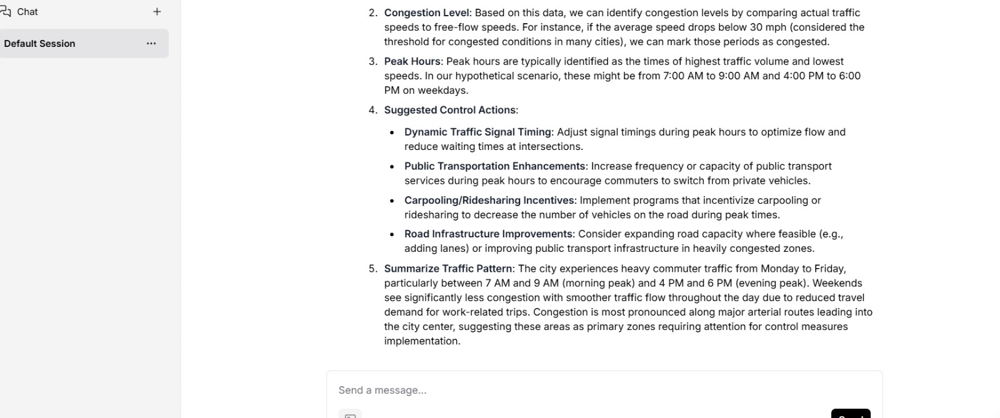 Chat
Default Session
2. Congestion Level: Based on this data, we can identify congestion levels by comparing actual traffic
speeds to free-flow speeds. For instance, if the average speed drops below 30 mph (considered the
threshold for congested conditions in many cities), we can mark those periods as congested.
3. Peak Hours: Peak hours are typically identified as the times of highest traffic volume and lowest
speeds. In our hypothetical scenario, these might be from 7:00 AM to 9:00 AM and 4:00 PM to 6:00
PM on weekdays.
4. Suggested Control Actions:
• Dynamic Traffic Signal Timing: Adjust signal timings during peak hours to optimize flow and
reduce waiting times at intersections.
• Public Transportation Enhancements: Increase frequency or capacity of public transport
services during peak hours to encourage commuters to switch from private vehicles.
• Carpooling/Ridesharing Incentives: Implement programs that incentivize carpooling or
ridesharing to decrease the number of vehicles on the road during peak times.
• Road Infrastructure Improvements: Consider expanding road capacity where feasible (e.g.,
adding lanes) or improving public transport infrastructure in heavily congested zones.
5. Summarize Traffic Pattern: The city experiences heavy commuter traffic from Monday to Friday,
particularly between 7 AM and 9 AM (morning peak) and 4 PM and 6 PM (evening peak). Weekends
see significantly less congestion with smoother traffic flow throughout the day due to reduced travel
demand for work-related trips. Congestion is most pronounced along major arterial routes leading into
the city center, suggesting these areas as primary zones requiring attention for control measures
implementation.
Send a message...